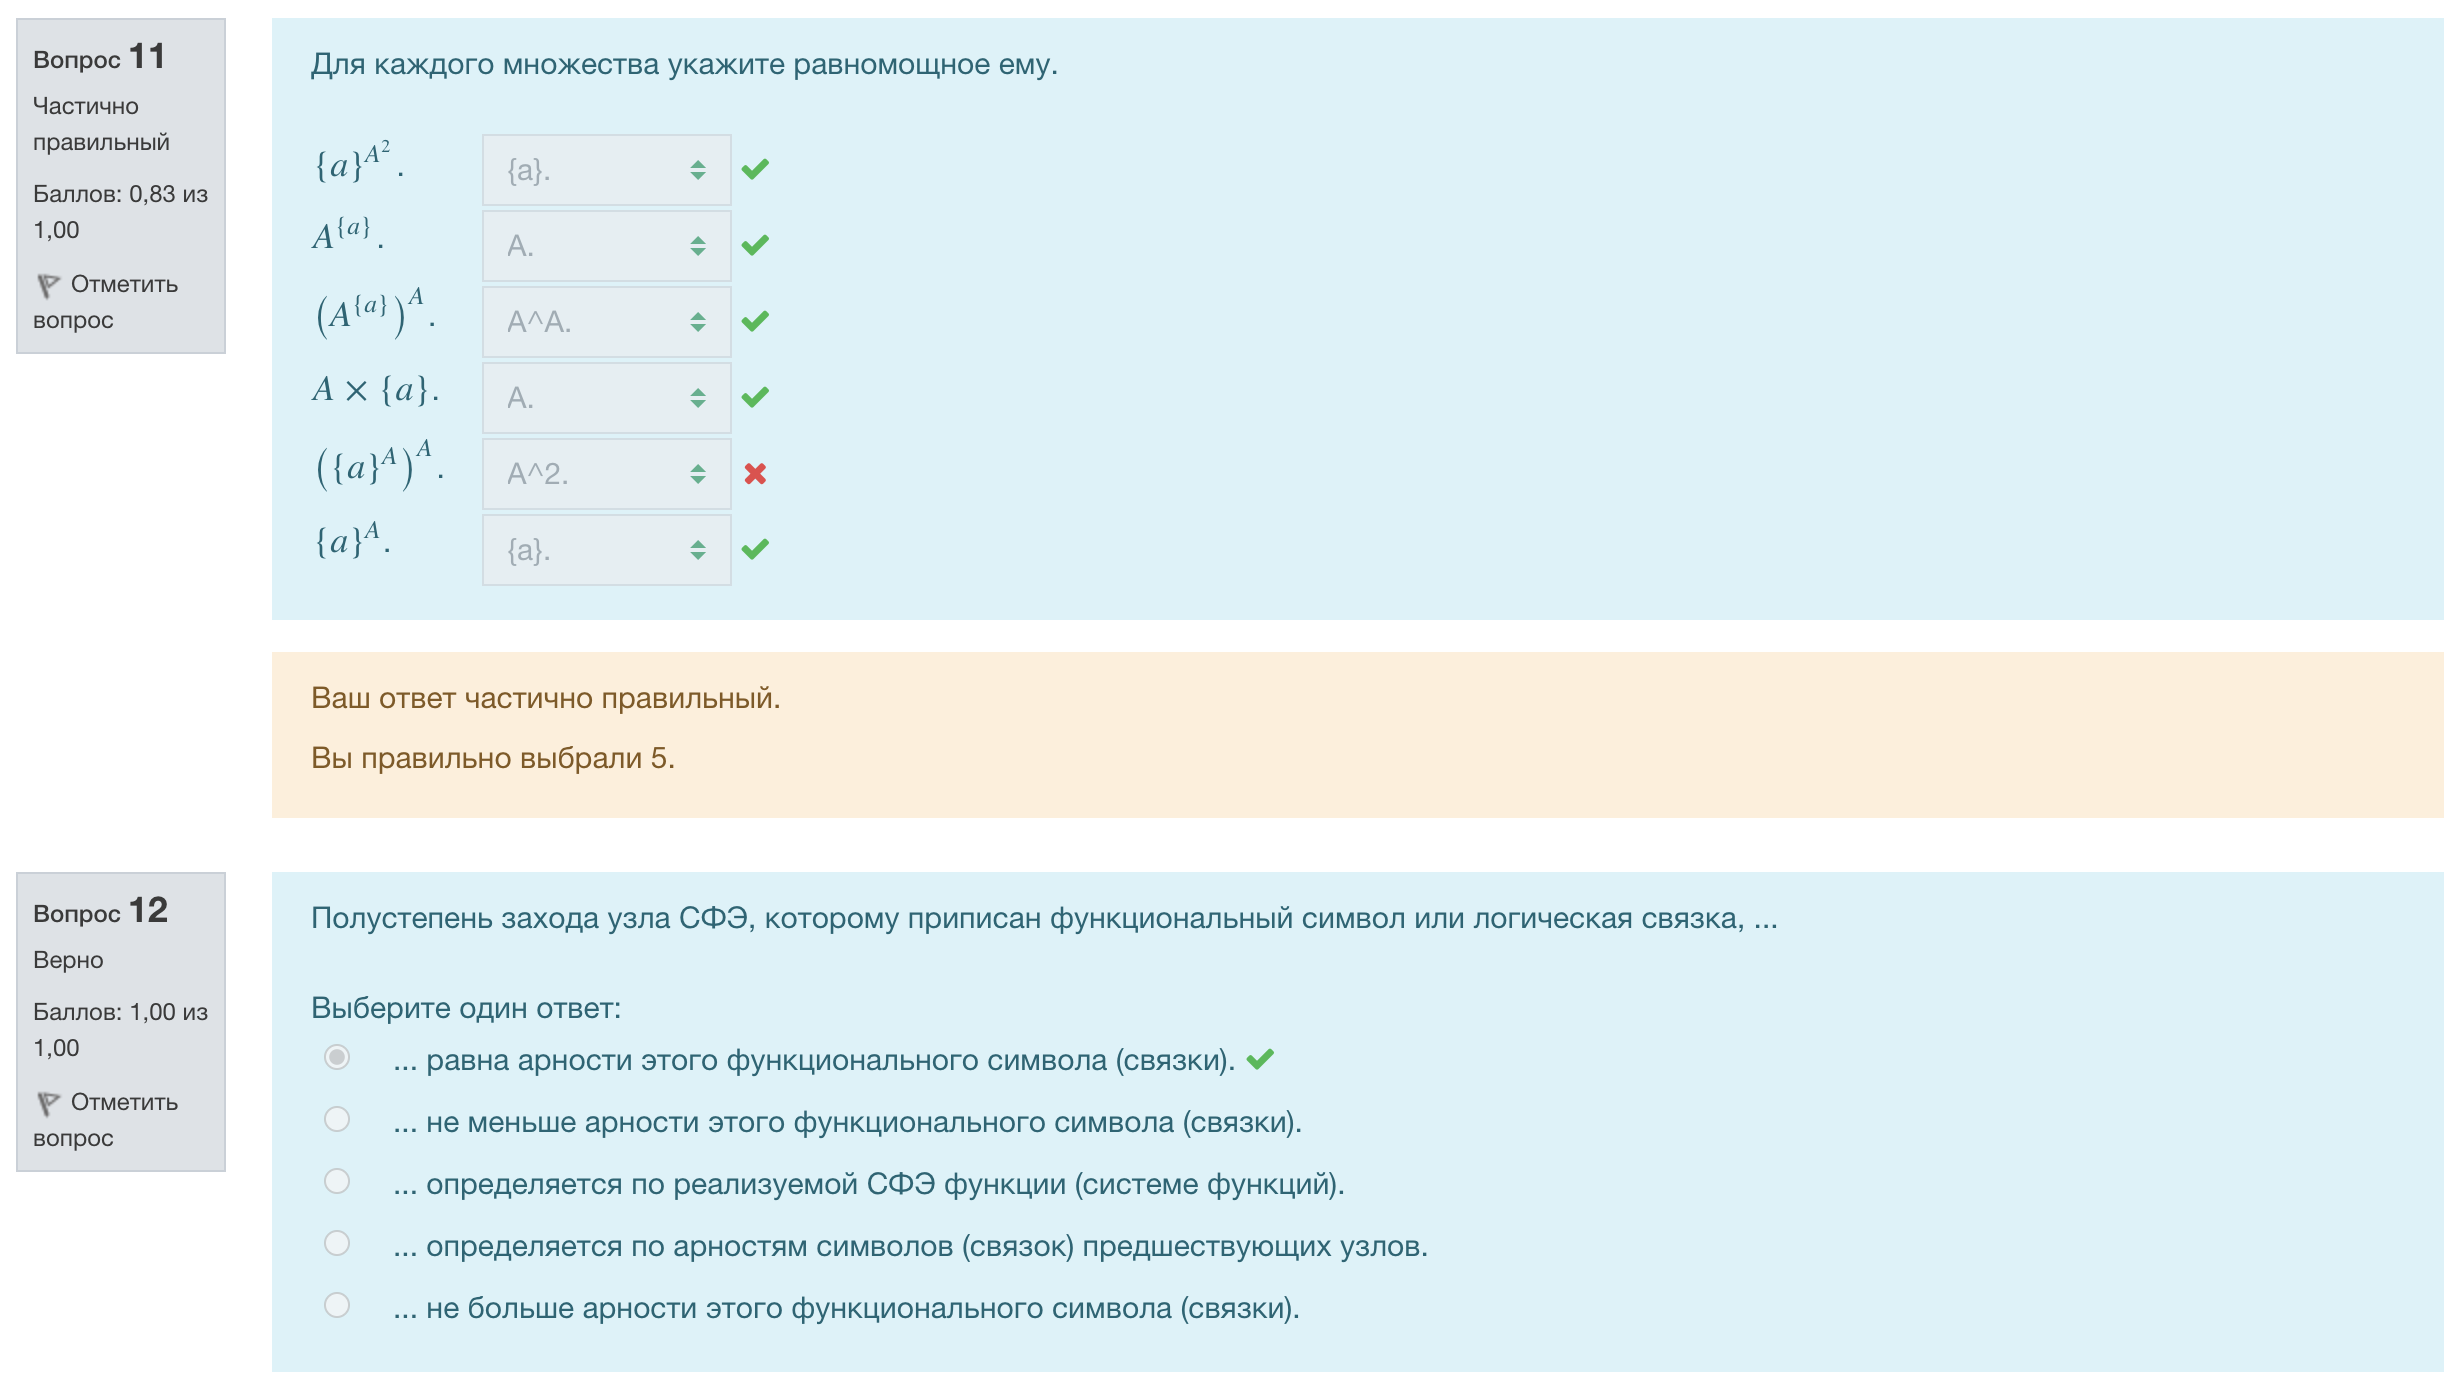 Вопрос 11
Частично
правильный
Баллов: 0,83 из
1,00
Отметить
вопрос
Для каждого множества укажите равномощное ему.
{a}^{A^2}. {a}.
A^{{a}}. A.
(A^{{a}})^A. A^A.
A × {a}. A.
({a}^A)^A. A^2.
{a}^A. {a}.
Ваш ответ частично правильный.
Вы правильно выбрали 5.
Вопрос 12
Верно
Баллов: 1,00 из
1,00
Отметить
вопрос
Полустепень захода узла СФЭ, которому приписан функциональный символ или логическая связка, ...
Выберите один ответ:
... равна арности этого функционального символа (связки).
... не меньше арности этого функционального символа (связки).
... определяется по реализуемой СФЭ функции (системе функций).
... определяется по арностям символов (связок) предшествующих узлов.
... не больше арности этого функционального символа (связки).